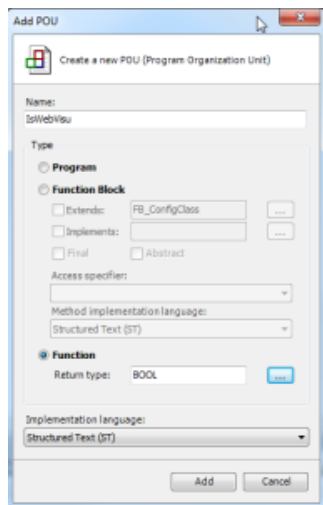 Add POU
Create a new POU (Program Organization Unit)
Name:
IsWebVisu
Type
Program
Function Block
Extends: FB_ConfigClass ...
Implements: ...
Final Abstract
Access specifier:
Method implementation language:
Structured Text (ST)
Function
Return type: BOOL ...
Implementation language:
Structured Text (ST)
Add Cancel